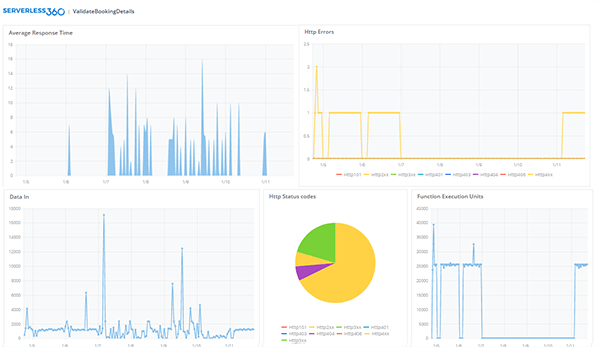 SERVERLESS360 | ValidateBookingDetails
Average Response Time
18
16
14
12
10
8
6
4
2
0
1/5 1/6 1/7 1/8 1/9 1/10 1/11
Http Errors
2.5
2
1.5
1
0.5
0
1/5 1/6 1/7 1/8 1/9 1/10 1/11
Http101 Http2xx Http3xx Http401 Http403 Http404 Http406 Http4xx
Data In
18000
16000
14000
12000
10000
8000
6000
4000
2000
0
1/5 1/6 1/7 1/8 1/9 1/10 1/11
Http Status codes
Http101 Http2xx Http3xx Http401
Http403 Http404 Http406 Http4xx
Http5xx
Function Execution Units
45000
40000
35000
30000
25000
20000
15000
10000
5000
0
1/5 1/6 1/7 1/8 1/9 1/10 1/11